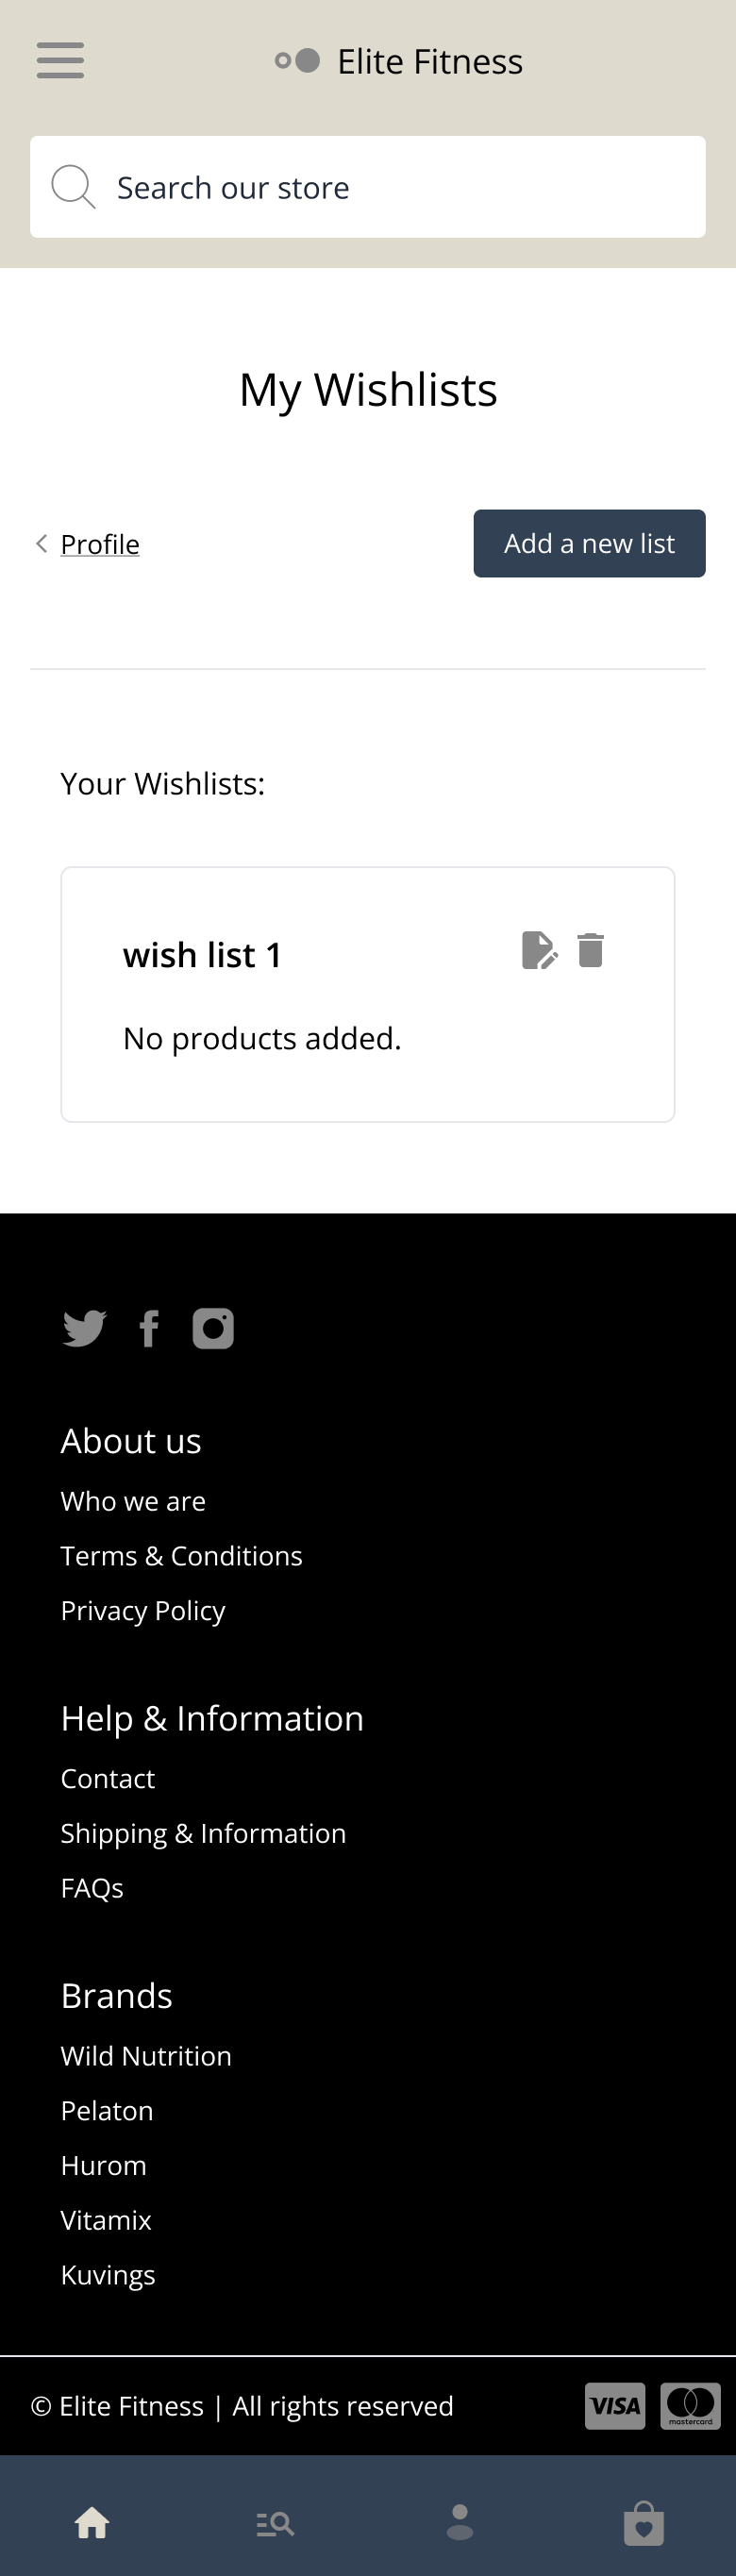 Elite Fitness
Search our store
My Wishlists
Profile
Add a new list
Your Wishlists:
wish list 1
No products added.
About us
Who we are
Terms & Conditions
Privacy Policy
Help & Information
Contact
Shipping & Information
FAQs
Brands
Wild Nutrition
Pelaton
Hurom
Vitamix
Kuvings
© Elite Fitness | All rights reserved
VISA
mastercard